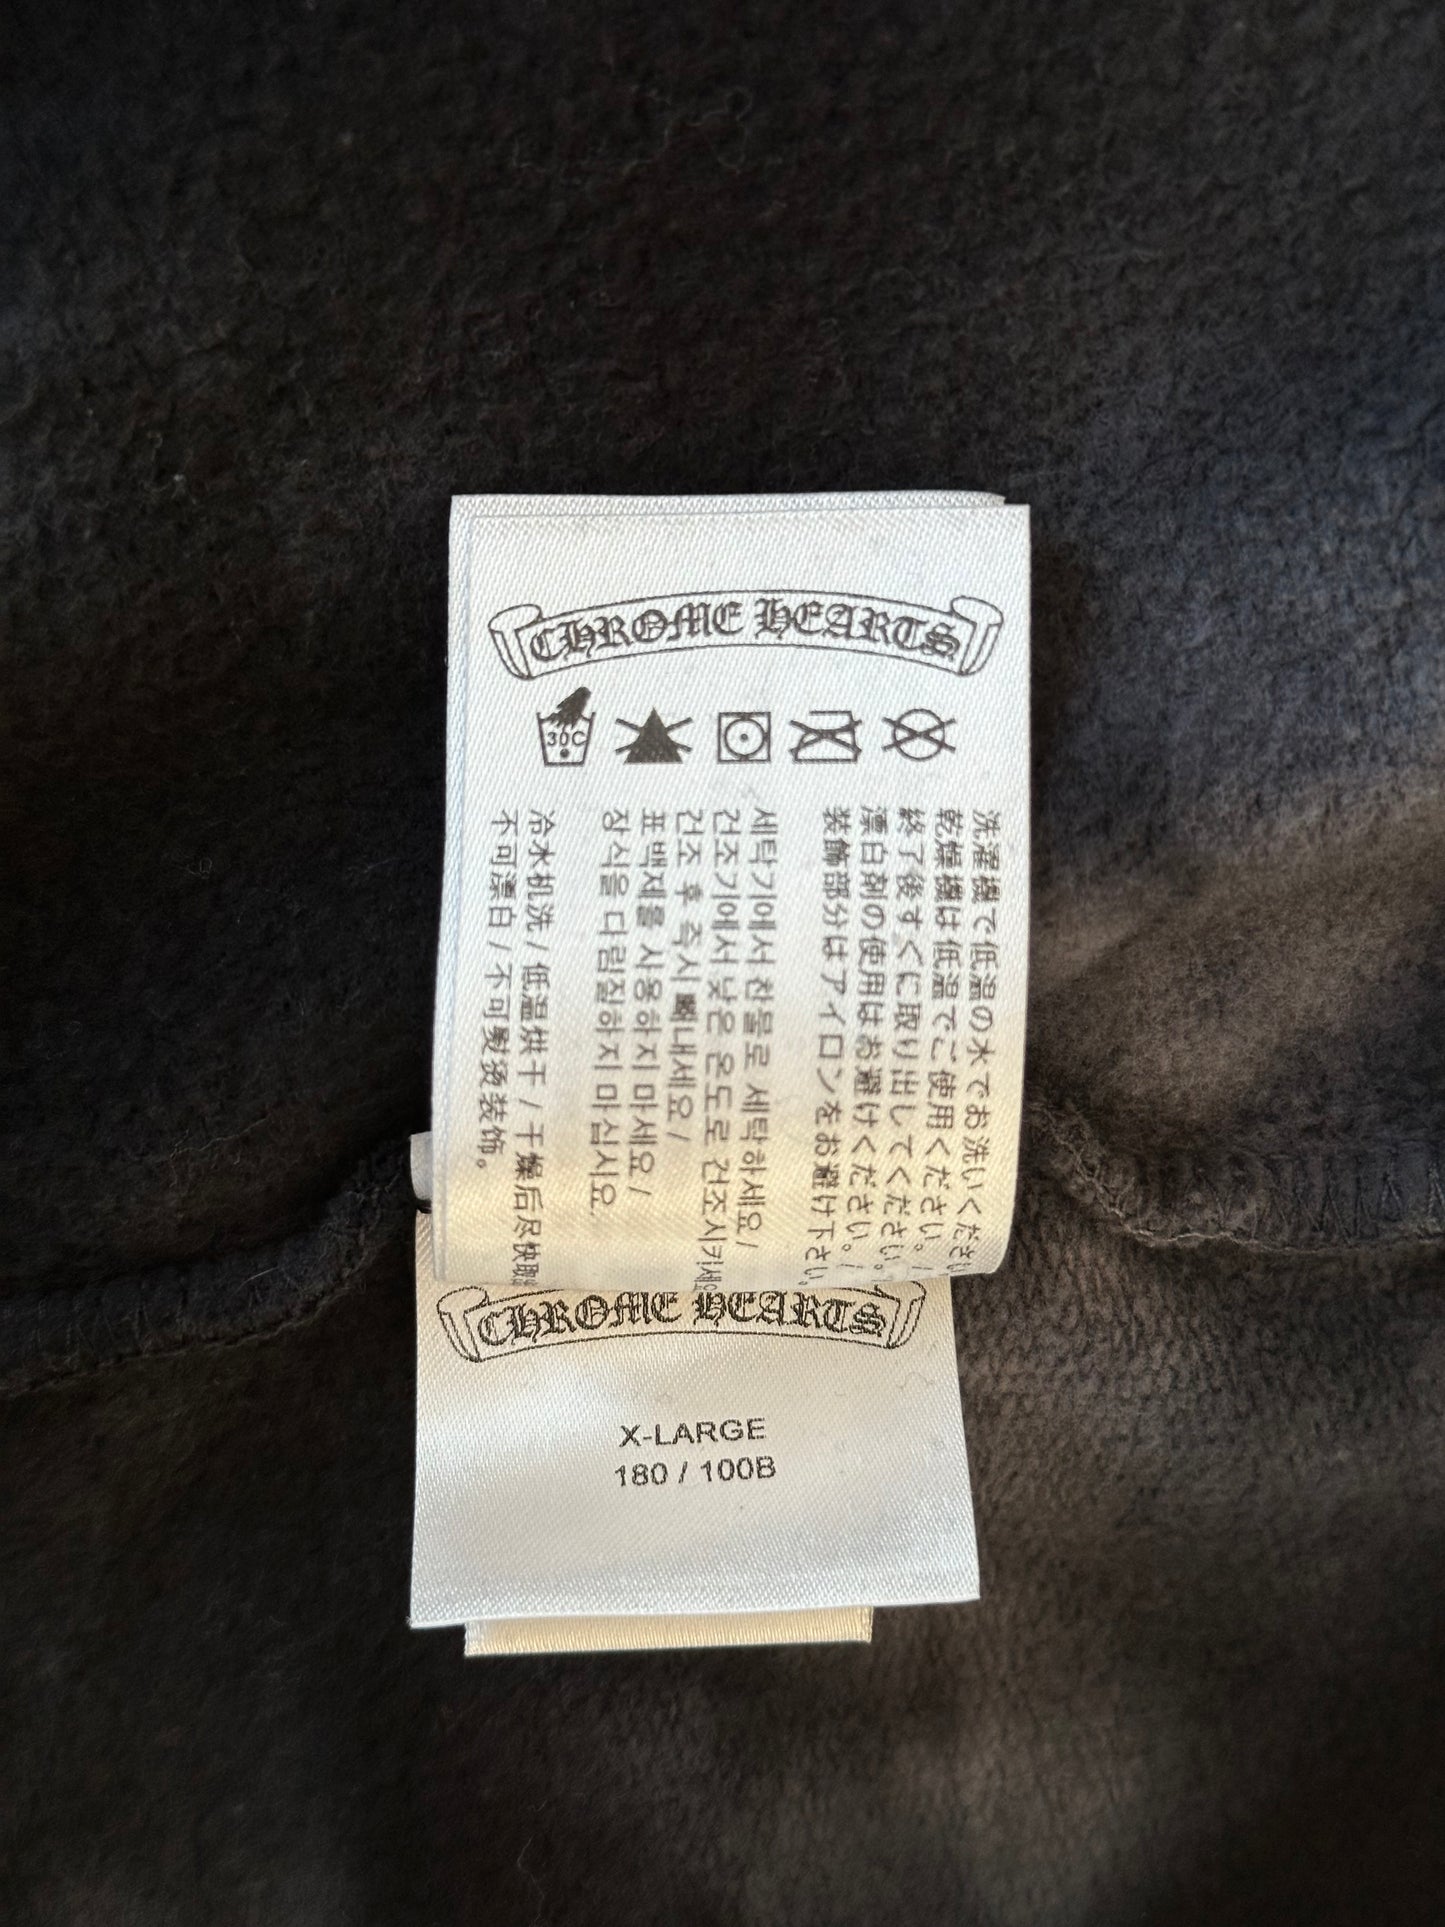 CHROME HEARTS
30C
洗濯機で低温の水でお洗いくださ
乾燥機は低温でご使用ください。/
終了後すぐに取り出してください。
漂白剤の使用はお避けください。/
装飾部分はアイロンをお避け下さい。
세탁기에서 찬물로 세탁하세요/
건조기에서 낮은 온도로 건조시키세요
건조 후 즉시 빼내세요/
표백제를 사용하지 마세요/
장식을 다림질하지 마십시요.
冷水机洗/低温烘干/干燥后尽快取
不可漂白/不可熨烫装饰。
CHROME HEARTS
X-LARGE
180 / 100B